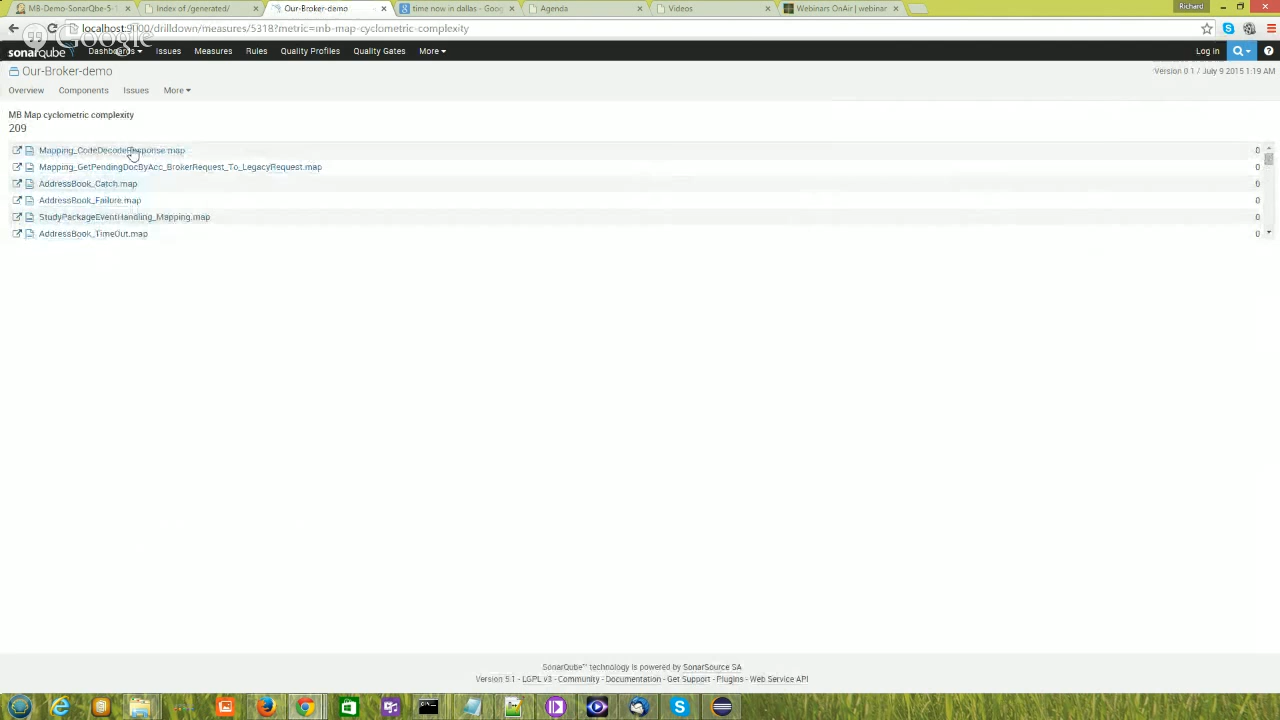 MB-Demo-SonarQbe-5-1
Index of /generated/
Our-Broker-demo
time now in dallas - Goo
Agenda
Videos
Webinars OnAir | webinar
Richard
localhost:9000/drilldown/measures/5318?metric=mb-map-cyclometric-complexity
Google
sonarqube
Dashboards
Issues
Measures
Rules
Quality Profiles
Quality Gates
More
Log in
Our-Broker-demo
Version 0.1 / July 9 2015 1:19 AM
Overview
Components
Issues
More
MB Map cyclometric complexity
209
Mapping_CodeDecodeResponse.map 0
Mapping_GetPendingDocByAcc_BrokerRequest_To_LegacyRequest.map 0
AddressBook_Catch.map 0
AddressBook_Failure.map 0
StudyPackageEventHandling_Mapping.map 0
AddressBook_TimeOut.map 0
SonarQube™ technology is powered by SonarSource SA
Version 5.1 - LGPL v3 - Community - Documentation - Get Support - Plugins - Web Service API